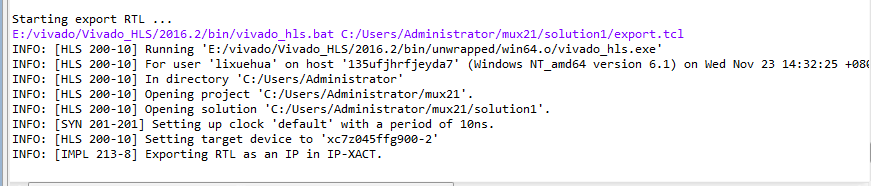 Starting export RTL ...
E:/vivado/Vivado_HLS/2016.2/bin/vivado_hls.bat C:/Users/Administrator/mux21/solution1/export.tcl
INFO: [HLS 200-10] Running 'E:/vivado/Vivado_HLS/2016.2/bin/unwrapped/win64.o/vivado_hls.exe'
INFO: [HLS 200-10] For user 'lixuehua' on host '135ufjhrfjeyda7' (Windows NT_amd64 version 6.1) on Wed Nov 23 14:32:25 +080
INFO: [HLS 200-10] In directory 'C:/Users/Administrator'
INFO: [HLS 200-10] Opening project 'C:/Users/Administrator/mux21'.
INFO: [HLS 200-10] Opening solution 'C:/Users/Administrator/mux21/solution1'.
INFO: [SYN 201-201] Setting up clock 'default' with a period of 10ns.
INFO: [HLS 200-10] Setting target device to 'xc7z045ffg900-2'
INFO: [IMPL 213-8] Exporting RTL as an IP in IP-XACT.